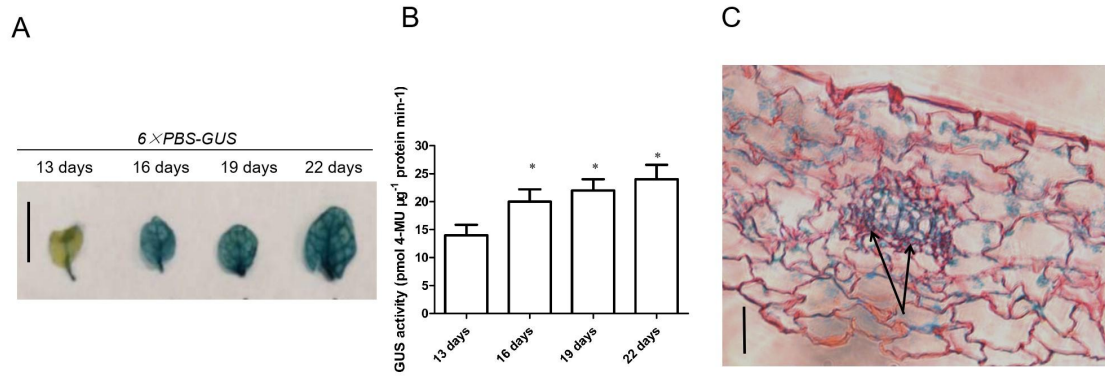 A
6×PBS-GUS
13 days 16 days 19 days 22 days
B
GUS activity (pmol 4-MU µg-1 protein min-1)
30
25
20
15
10
5
0
* * *
13 days 16 days 19 days 22 days
C